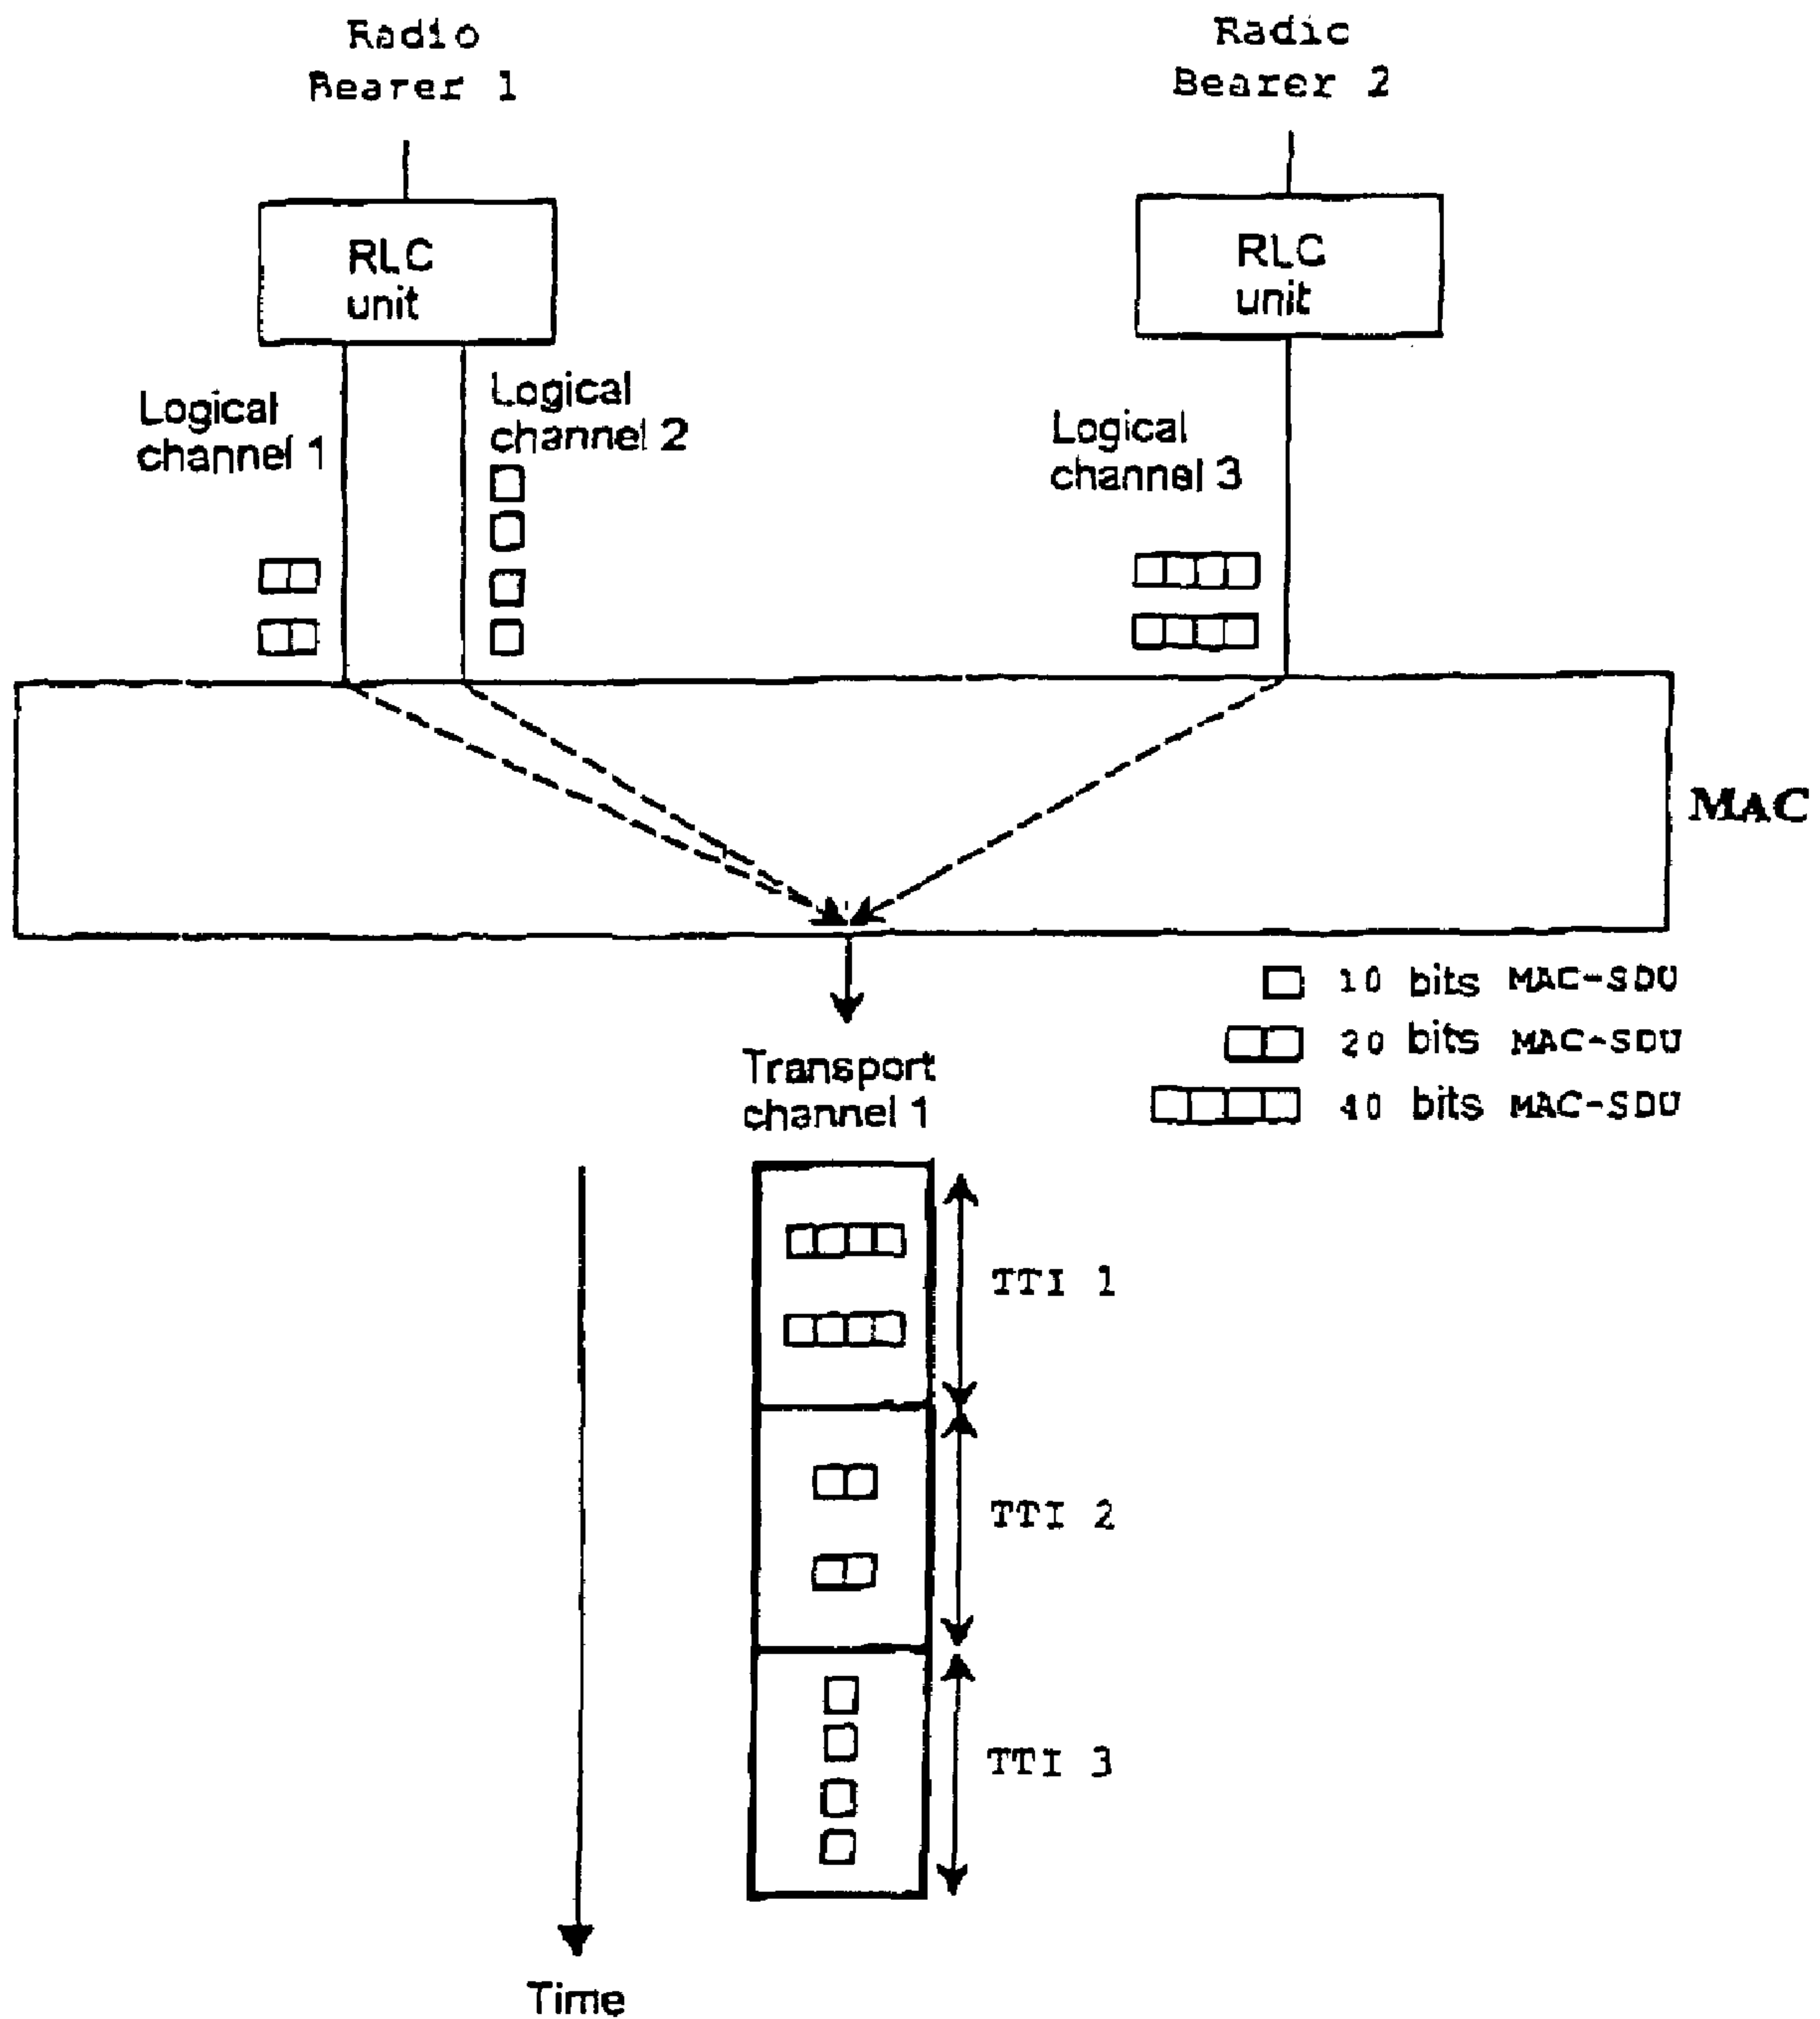 Radio
Bearer 1
Radio
Bearer 2
RLC
unit
RLC
unit
Logical
channel 1
Logical
channel 2
Logical
channel 3
MAC
10 bits MAC-SDU
20 bits MAC-SDU
40 bits MAC-SDU
Transport
channel 1
TTI 1
TTI 2
TTI 3
Time